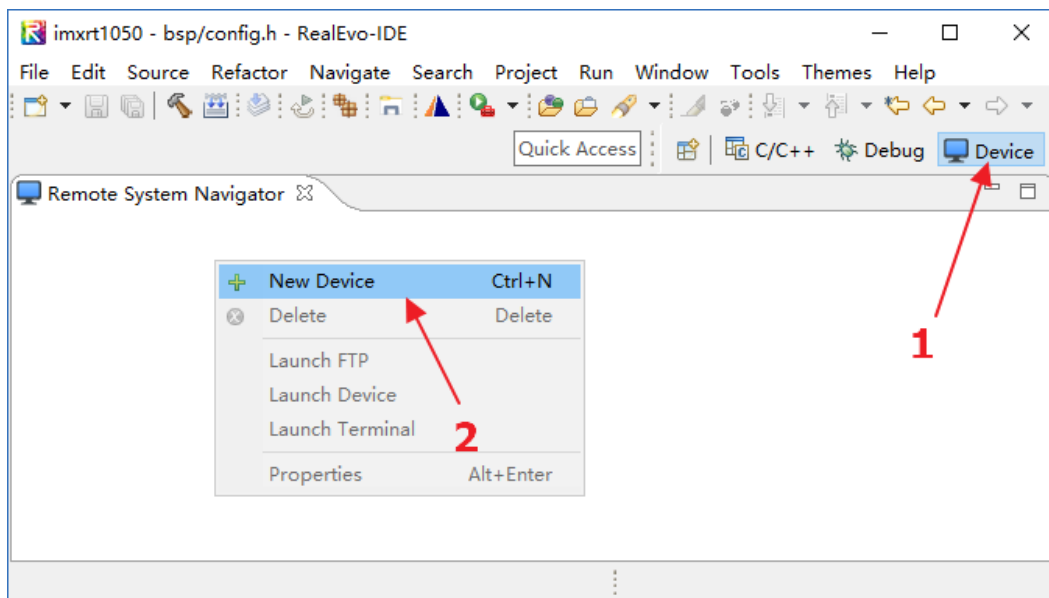 imxrt1050 - bsp/config.h - RealEvo-IDE
File Edit Source Refactor Navigate Search Project Run Window Tools Themes Help
Quick Access C/C++ Debug Device
Remote System Navigator
1
New Device Ctrl+N
Delete Delete
Launch FTP
Launch Device
Launch Terminal
2
Properties Alt+Enter